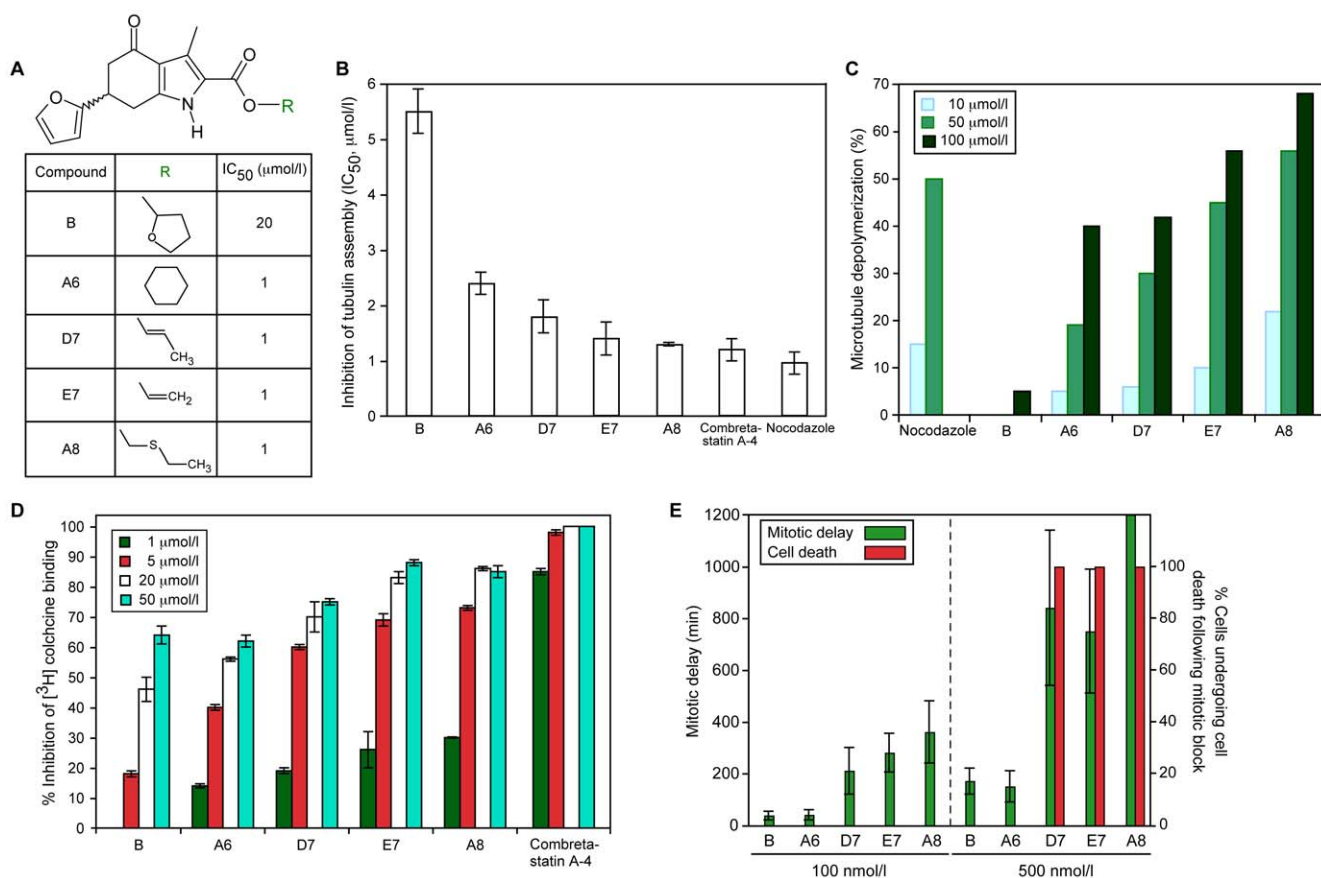 A
O
O
O
R
N
H
O
Compound R IC50 (μmol/l)
B O 20
A6 1
D7 CH3 1
E7 CH2 1
A8 S CH3 1
B
Inhibition of tubulin assembly (IC50, μmol/l)
6
5
4
3
2
1
0
B A6 D7 E7 A8 Combreta- Nocodazole
statin A-4
C
Microtubule depolymerization (%)
70
60
50
40
30
20
10
0
10 μmol/l
50 μmol/l
100 μmol/l
Nocodazole B A6 D7 E7 A8
D
% Inhibition of [3H] colchcine binding
100
90
80
70
60
50
40
30
20
10
0
1 μmol/l
5 μmol/l
20 μmol/l
50 μmol/l
B A6 D7 E7 A8 Combreta-
statin A-4
E
Mitotic delay (min)
1200
1000
800
600
400
200
0
Mitotic delay
Cell death
100
80
60
40
20
0
% Cells undergoing cell
death following mitotic block
B A6 D7 E7 A8 B A6 D7 E7 A8
100 nmol/l 500 nmol/l